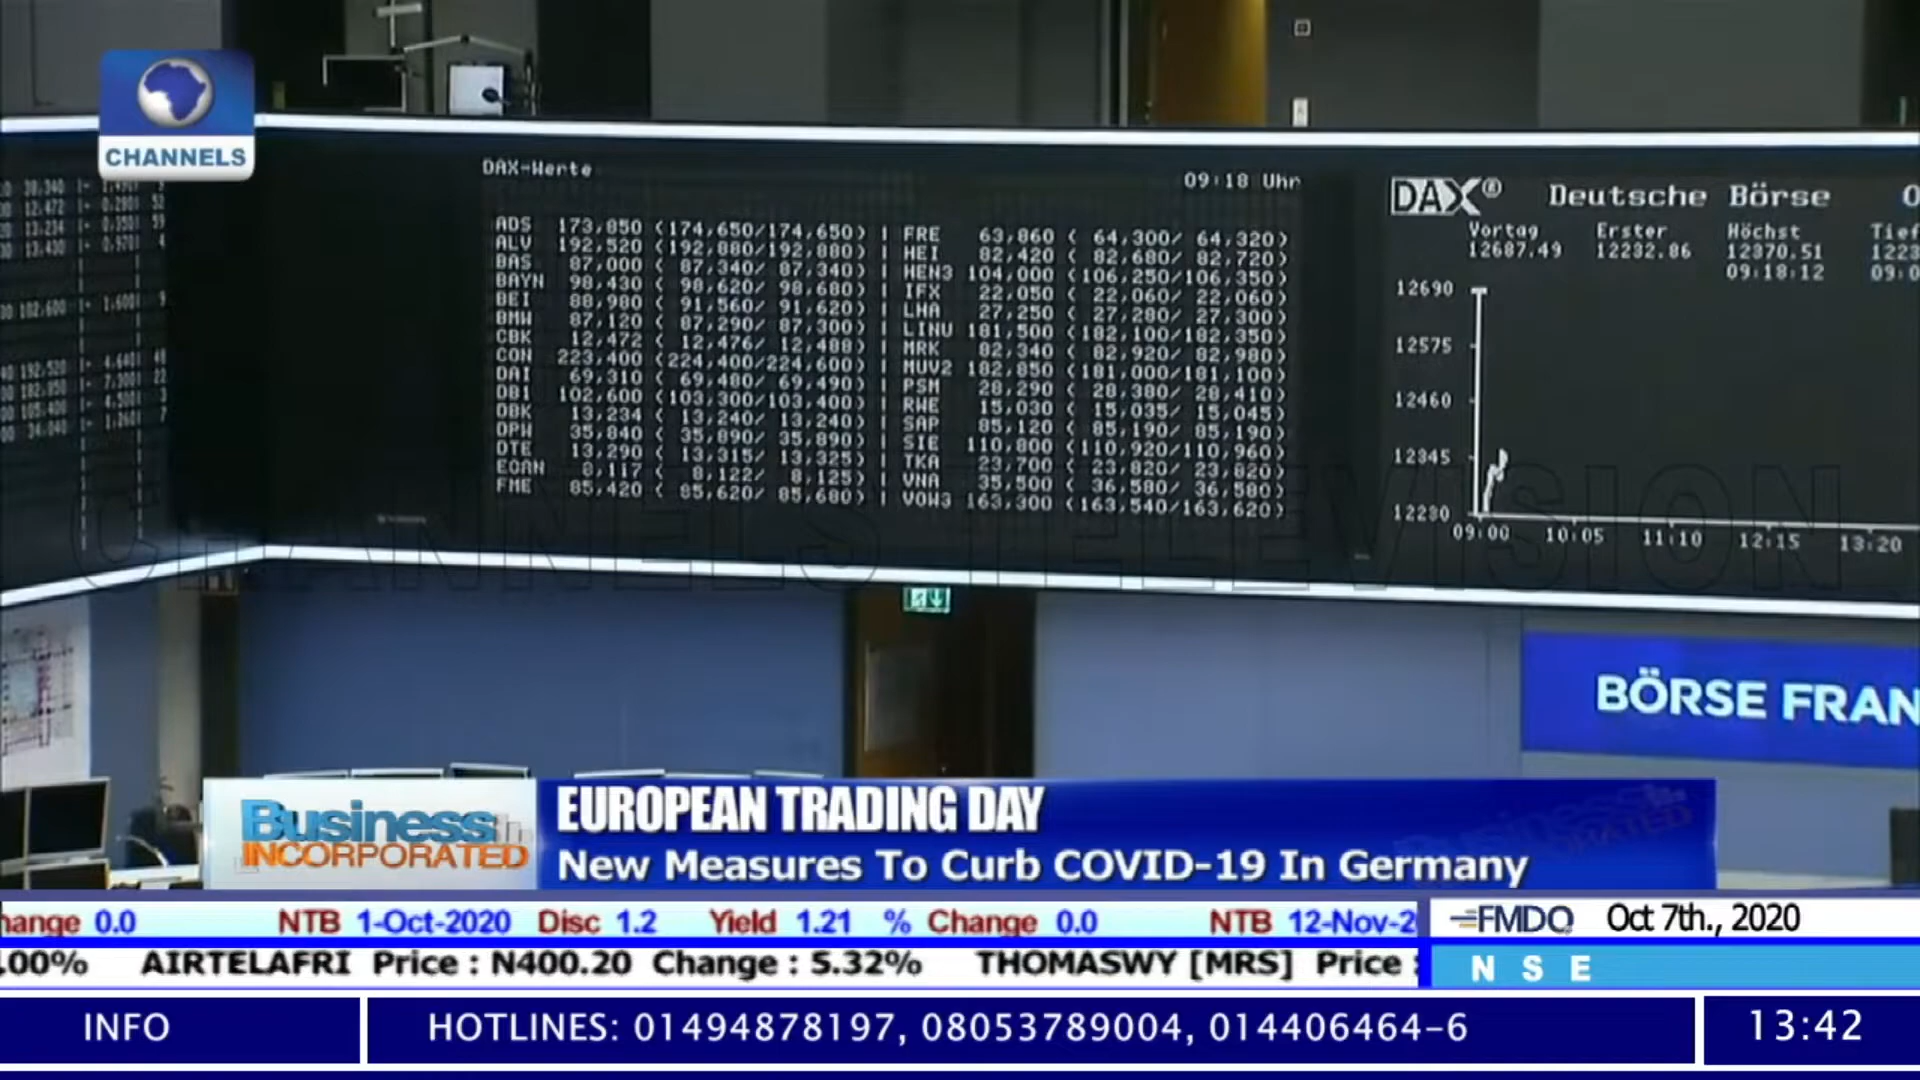 CHANNELS
DAX-Werte
09:18 Uhr
ADS 173,850 (174,650/174,650) | FRE 63,860 ( 64,300/ 64,320)
ALV 192,520 (192,880/192,880) | HEI 82,420 ( 82,680/ 82,720)
BAS 87,000 ( 87,340/ 87,340) | HEN3 104,000 (106,250/106,350)
BAYN 98,430 ( 98,620/ 98,680) | IFX 22,050 ( 22,060/ 22,060)
BEI 88,980 ( 91,560/ 91,620) | LHA 27,250 ( 27,280/ 27,300)
BMW 87,120 ( 87,290/ 87,300) | LINU 181,500 (182,100/182,350)
CBK 12,472 ( 12,476/ 12,488) | MRK 82,340 ( 82,920/ 82,980)
CON 223,400 (224,400/224,600) | MUV2 182,850 (181,000/181,100)
DAI 69,310 ( 69,480/ 69,490) | PSM 28,290 ( 28,380/ 28,410)
DB1 102,600 (103,300/103,400) | RWE 15,030 ( 15,035/ 15,045)
DBK 13,234 ( 13,240/ 13,240) | SAP 85,120 ( 85,190/ 85,190)
DPW 35,840 ( 35,890/ 35,890) | SIE 110,800 (110,920/110,960)
DTE 13,290 ( 13,315/ 13,325) | TKA 23,700 ( 23,820/ 23,820)
EOAN 8,117 ( 8,122/ 8,125) | VNA 35,500 ( 36,580/ 36,580)
FME 85,420 ( 85,620/ 85,680) | VOW3 163,300 (163,540/163,620)
DAX® Deutsche Börse
Vortag Erster Höchst Tief
12687.49 12232.86 12370.51 1223
09:18:12 09:0
12690
12575
12460
12345
12230
09:00 10:05 11:10 12:15 13:20
CHANNELS TELEVISION
BÖRSE FRAN
Business INCORPORATED
EUROPEAN TRADING DAY
New Measures To Curb COVID-19 In Germany
hange 0.0 NTB 1-Oct-2020 Disc 1.2 Yield 1.21 % Change 0.0 NTB 12-Nov-2
FMDQ Oct 7th., 2020
.00% AIRTELAFRI Price : N400.20 Change : 5.32% THOMASWY [MRS] Price :
NSE
INFO
HOTLINES: 01494878197, 08053789004, 014406464-6
13:42